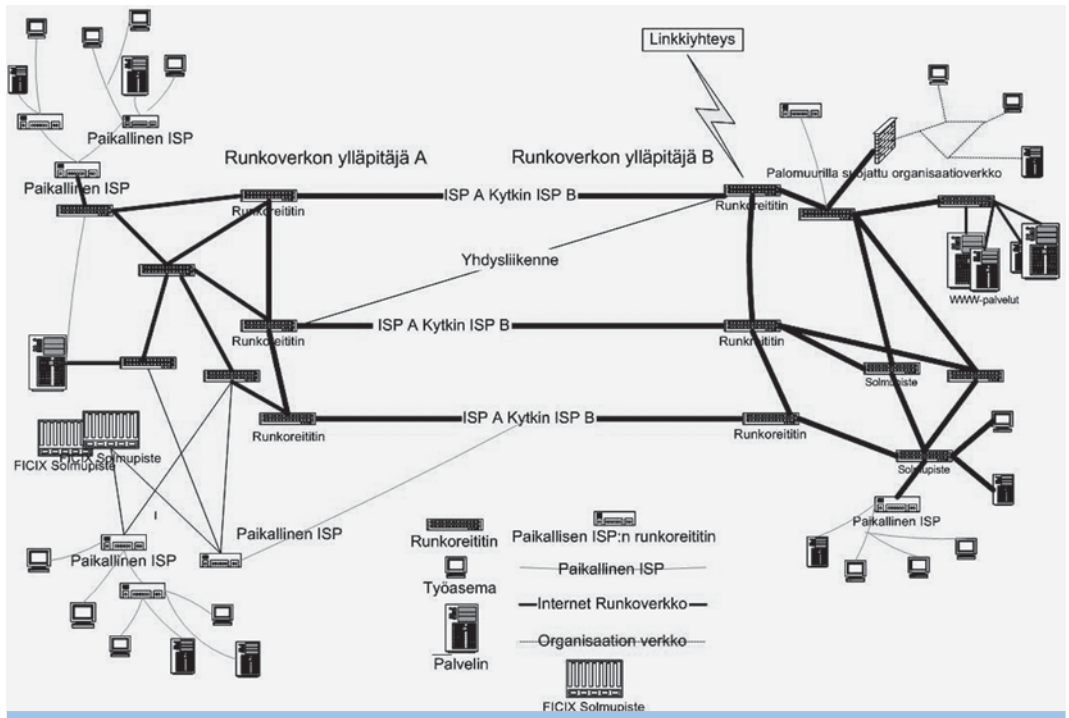 Linkkiyhteys
Paikallinen ISP
Paikallinen ISP
Runkoverkon ylläpitäjä A
Runkoverkon ylläpitäjä B
Palomuurilla suojattu organisaatioverkko
Runkoreititin
ISP A Kytkin ISP B
Runkoreititin
Yhdysliikenne
WWW-palvelut
Runkoreititin
ISP A Kytkin ISP B
Runkreititin
Solmupiste
Runkoreititin
ISP A Kytkin ISP B
Runkoreititin
FICIX Solmupiste
FICIX Solmupiste
Solmupiste
Paikallinen ISP
Paikallinen ISP
Paikallinen ISP
Runkoreititin
Paikallisen ISP:n runkoreititin
Työasema
Paikallinen ISP
Internet Runkoverkko
Organisaation verkko
Palvelin
FICIX Solmupiste